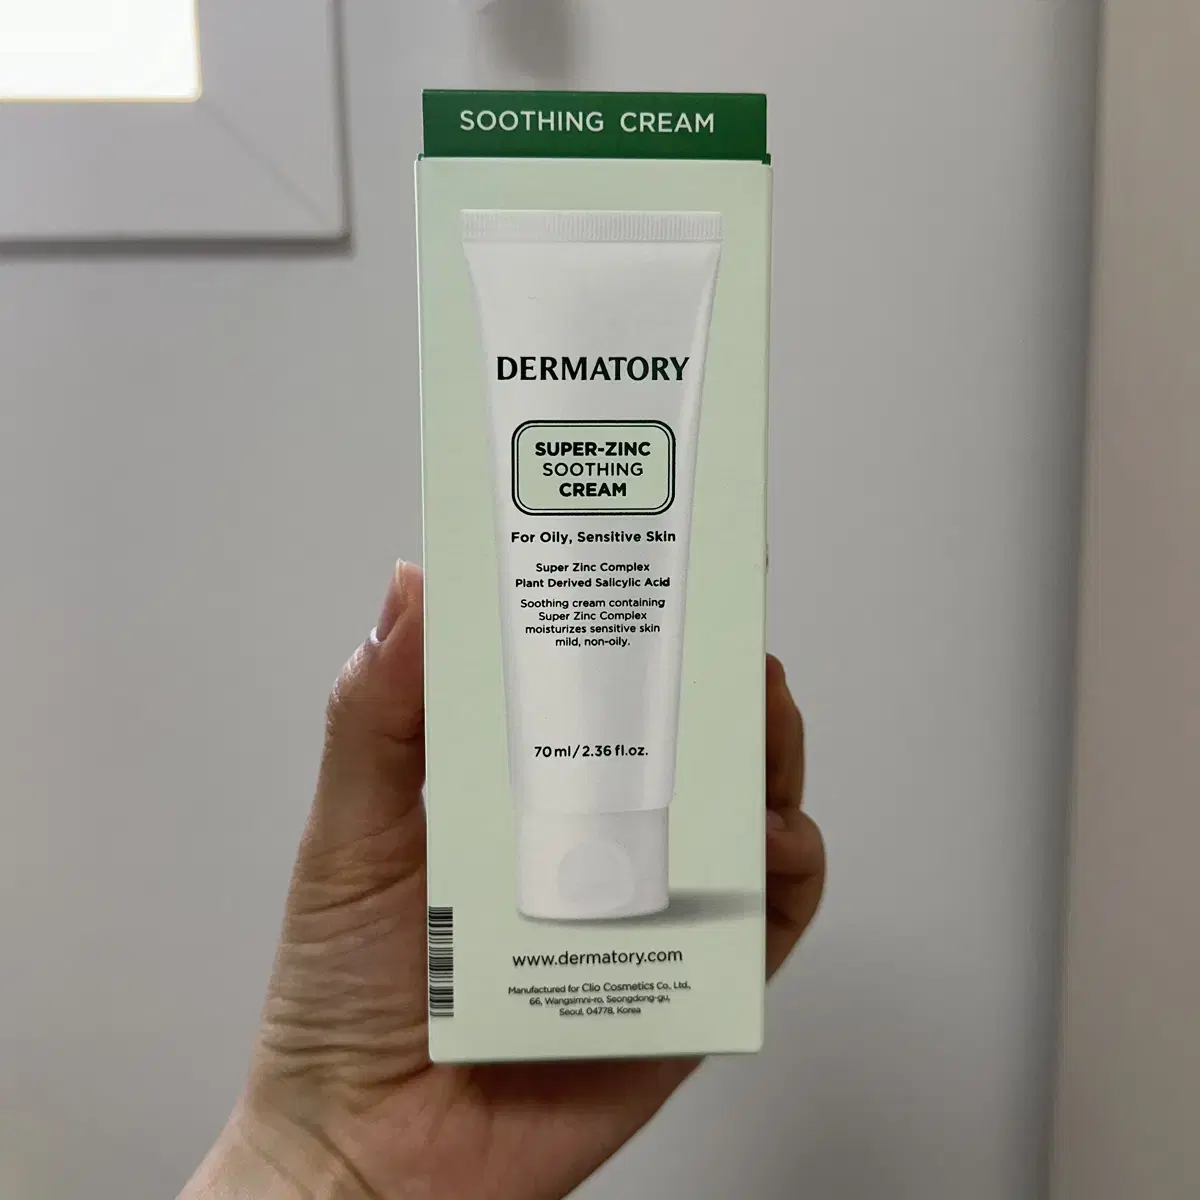 SOOTHING CREAM
DERMATORY
SUPER-ZINC
SOOTHING
CREAM
For Oily, Sensitive Skin
Super Zinc Complex
Plant Derived Salicylic Acid
Soothing cream containing
Super Zinc Complex
moisturizes sensitive skin
mild, non-oily.
70 ml / 2.36 fl.oz.
www.dermatory.com
Manufactured for Clio Cosmetics Co., Ltd.,
66, Wangsimni-ro, Seongdong-gu,
Seoul, 04778, Korea